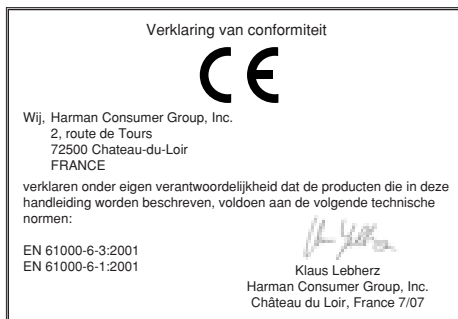 Verklaring van conformiteit
CE
Wij, Harman Consumer Group, Inc.
2, route de Tours
72500 Chateau-du-Loir
FRANCE
verklaren onder eigen verantwoordelijkheid dat de producten die in deze
handleiding worden beschreven, voldoen aan de volgende technische
normen:
EN 61000-6-3:2001
EN 61000-6-1:2001
Klaus Lebherz
Harman Consumer Group, Inc.
Château du Loir, France 7/07